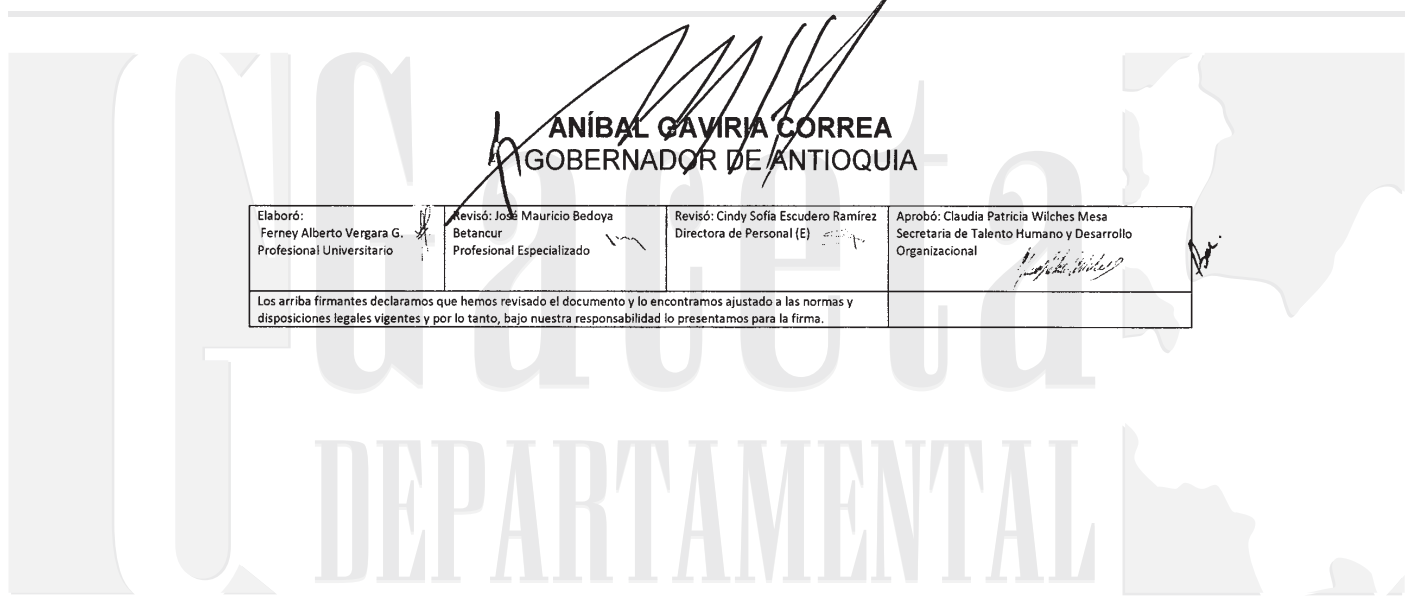 ANÍBAL GAVIRIA CORREA
GOBERNADOR DE ANTIOQUIA
Elaboró:
Ferney Alberto Vergara G.
Profesional Universitario
Revisó: José Mauricio Bedoya
Betancur
Profesional Especializado
Revisó: Cindy Sofía Escudero Ramírez
Directora de Personal (E)
Aprobó: Claudia Patricia Wilches Mesa
Secretaria de Talento Humano y Desarrollo
Organizacional
Los arriba firmantes declaramos que hemos revisado el documento y lo encontramos ajustado a las normas y
disposiciones legales vigentes y por lo tanto, bajo nuestra responsabilidad lo presentamos para la firma.
Gaceta
DEPARTAMENTAL